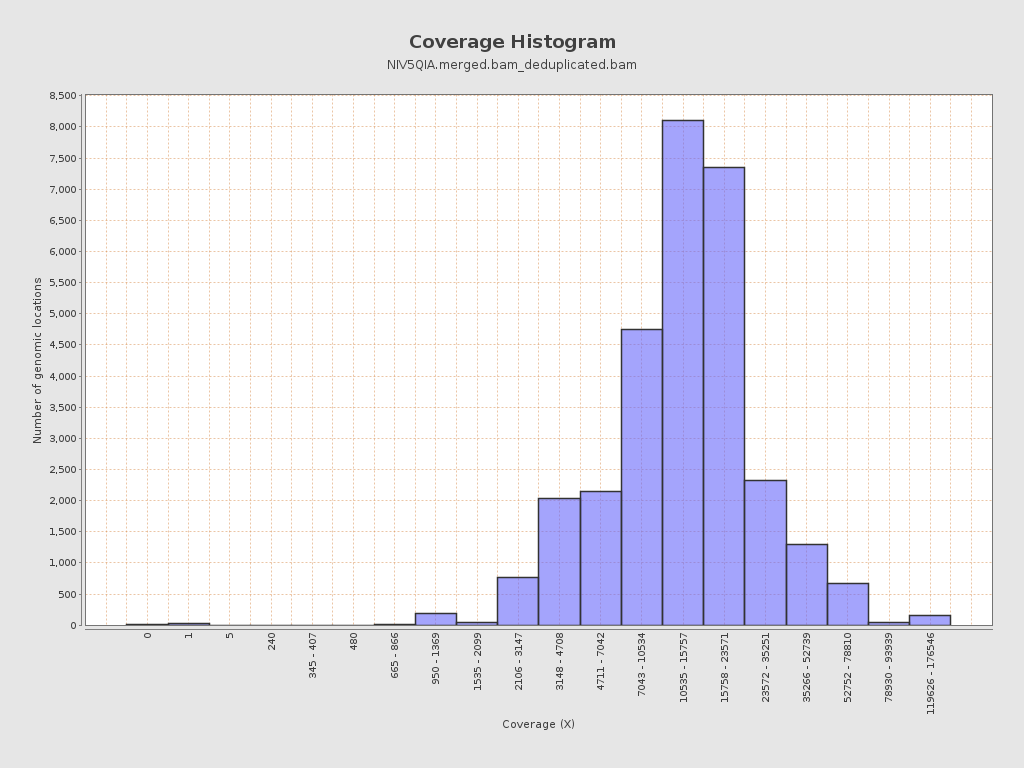 Coverage Histogram
NIV5QIA.merged.bam_deduplicated.bam
Number of genomic locations
8,500
8,000
7,500
7,000
6,500
6,000
5,500
5,000
4,500
4,000
3,500
3,000
2,500
2,000
1,500
1,000
500
0
0
1
5
240
345 - 407
480
665 - 866
950 - 1369
1535 - 2099
2106 - 3147
3148 - 4708
4711 - 7042
7043 - 10534
10535 - 15757
15758 - 23571
23572 - 35251
35266 - 52739
52752 - 78810
78930 - 93939
119626 - 176546
Coverage (X)